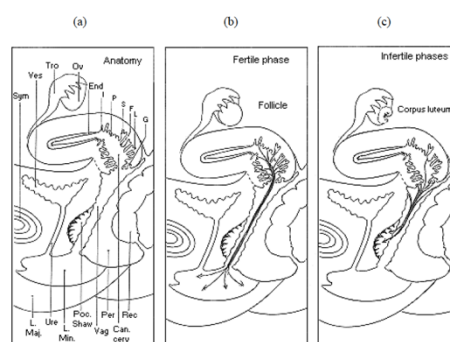 (a) (b) (c)
Anatomy
Fertile phase
Infertile phases
Tro Ov
Ves End
Sym I P S F L G
Follicle
Corpus luteum
L. Maj. Ure L. Min. Poc. Shaw Vag Per Can. cerv Rec